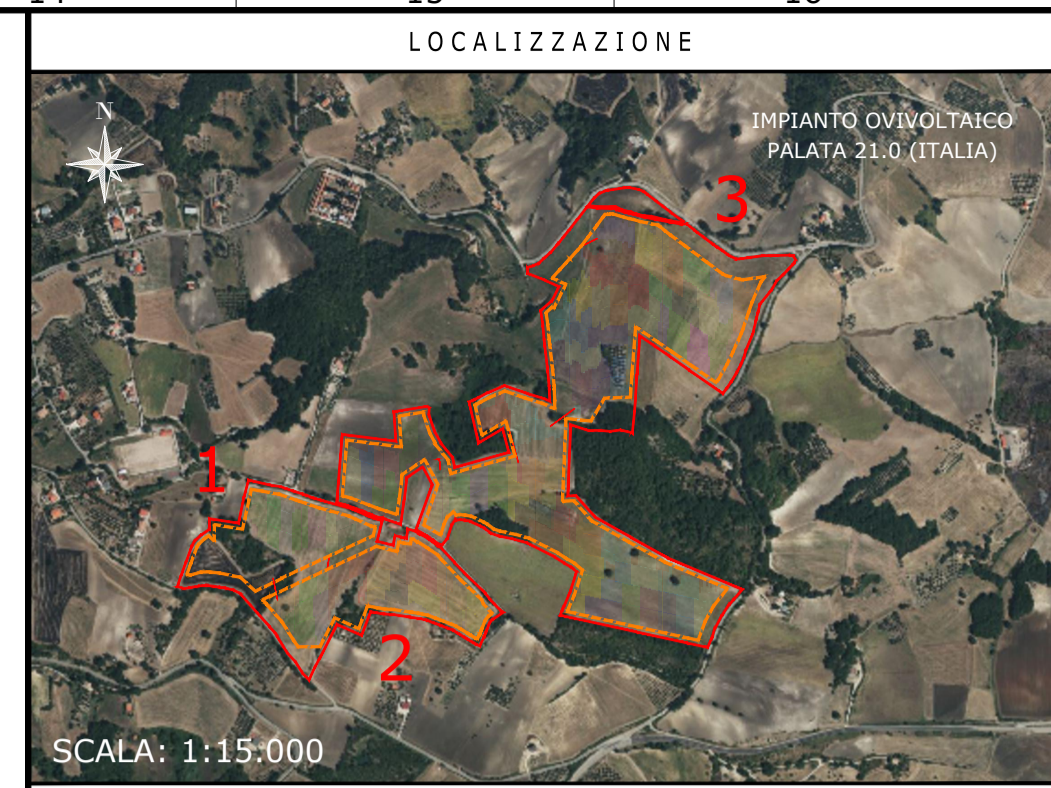 LOCALIZZAZIONE
N
IMPIANTO OVIVOLTAICO
PALATA 21.0 (ITALIA)
3
1
2
SCALA: 1:15.000